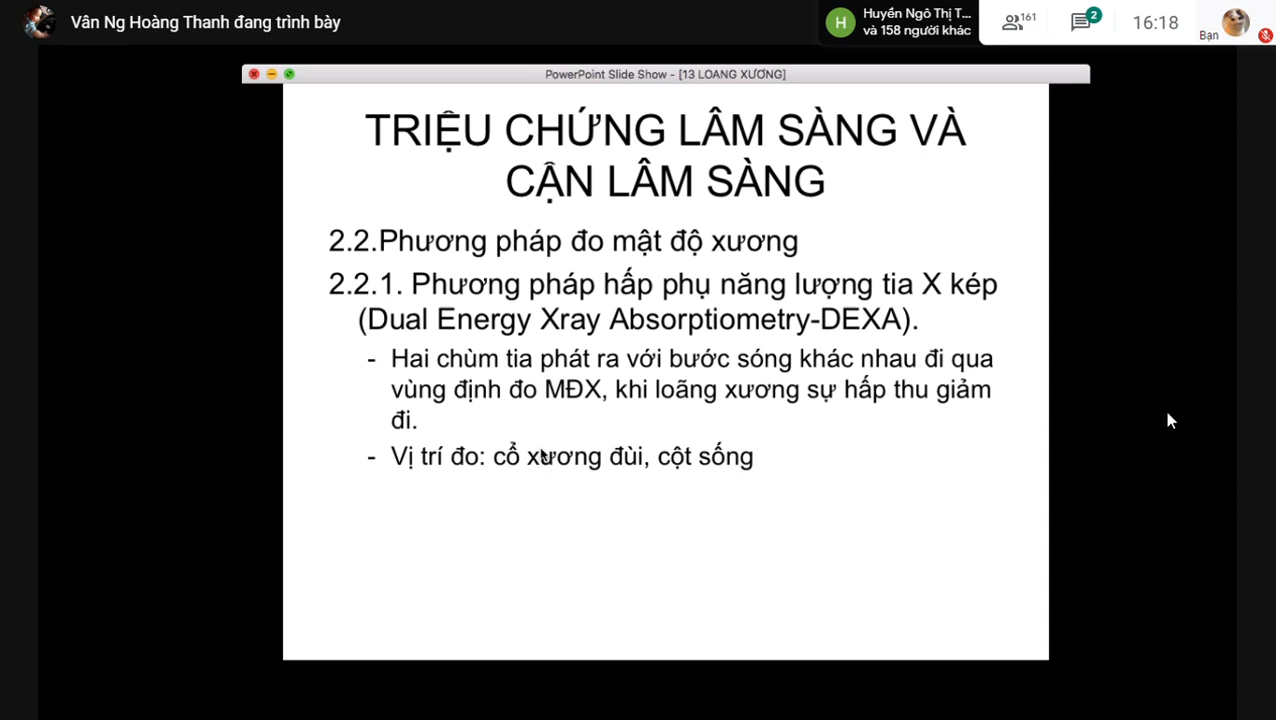 Vân Ng Hoàng Thanh đang trình bày
H
Huyền Ngô Thị T...
và 158 người khác
161
2
16:18
Bạn
PowerPoint Slide Show - [13 LOANG XƯƠNG]
TRIỆU CHỨNG LÂM SÀNG VÀ
CẬN LÂM SÀNG
2.2.Phương pháp đo mật độ xương
2.2.1. Phương pháp hấp phụ năng lượng tia X kép
(Dual Energy Xray Absorptiometry-DEXA).
- Hai chùm tia phát ra với bước sóng khác nhau đi qua
vùng định đo MĐX, khi loãng xương sự hấp thu giảm
đi.
- Vị trí đo: cổ xương đùi, cột sống